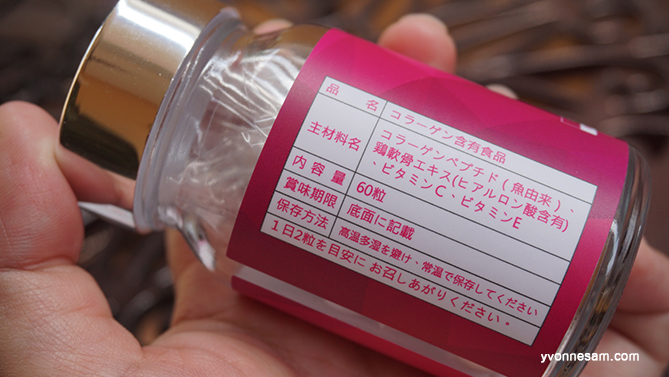 品名 コラーゲン含有食品
主材料名 コラーゲンペプチド(魚由来)、
鶏軟骨エキス(ヒアルロン酸含有)
、ビタミンC、ビタミンE
内容量 60粒
賞味期限 底面に記載
保存方法 高温多湿を避け、常温で保存してください
1日2粒を目安に お召しあがりください。
yvonnesam.com